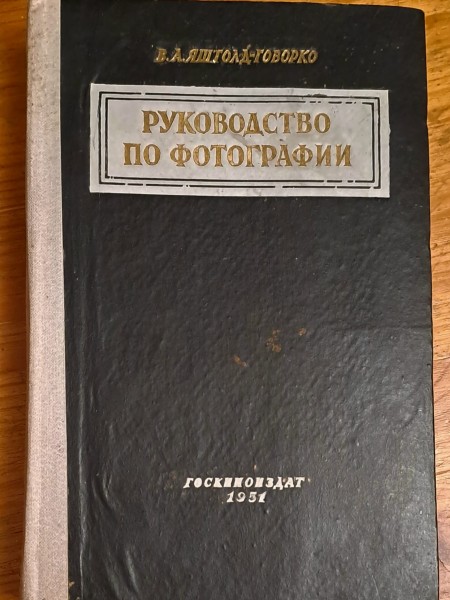 В.А.ЯШТОЛД-ГОВОРКО
РУКОВОДСТВО
ПО ФОТОГРАФИИ
ГОСКИНОИЗДАТ
1951